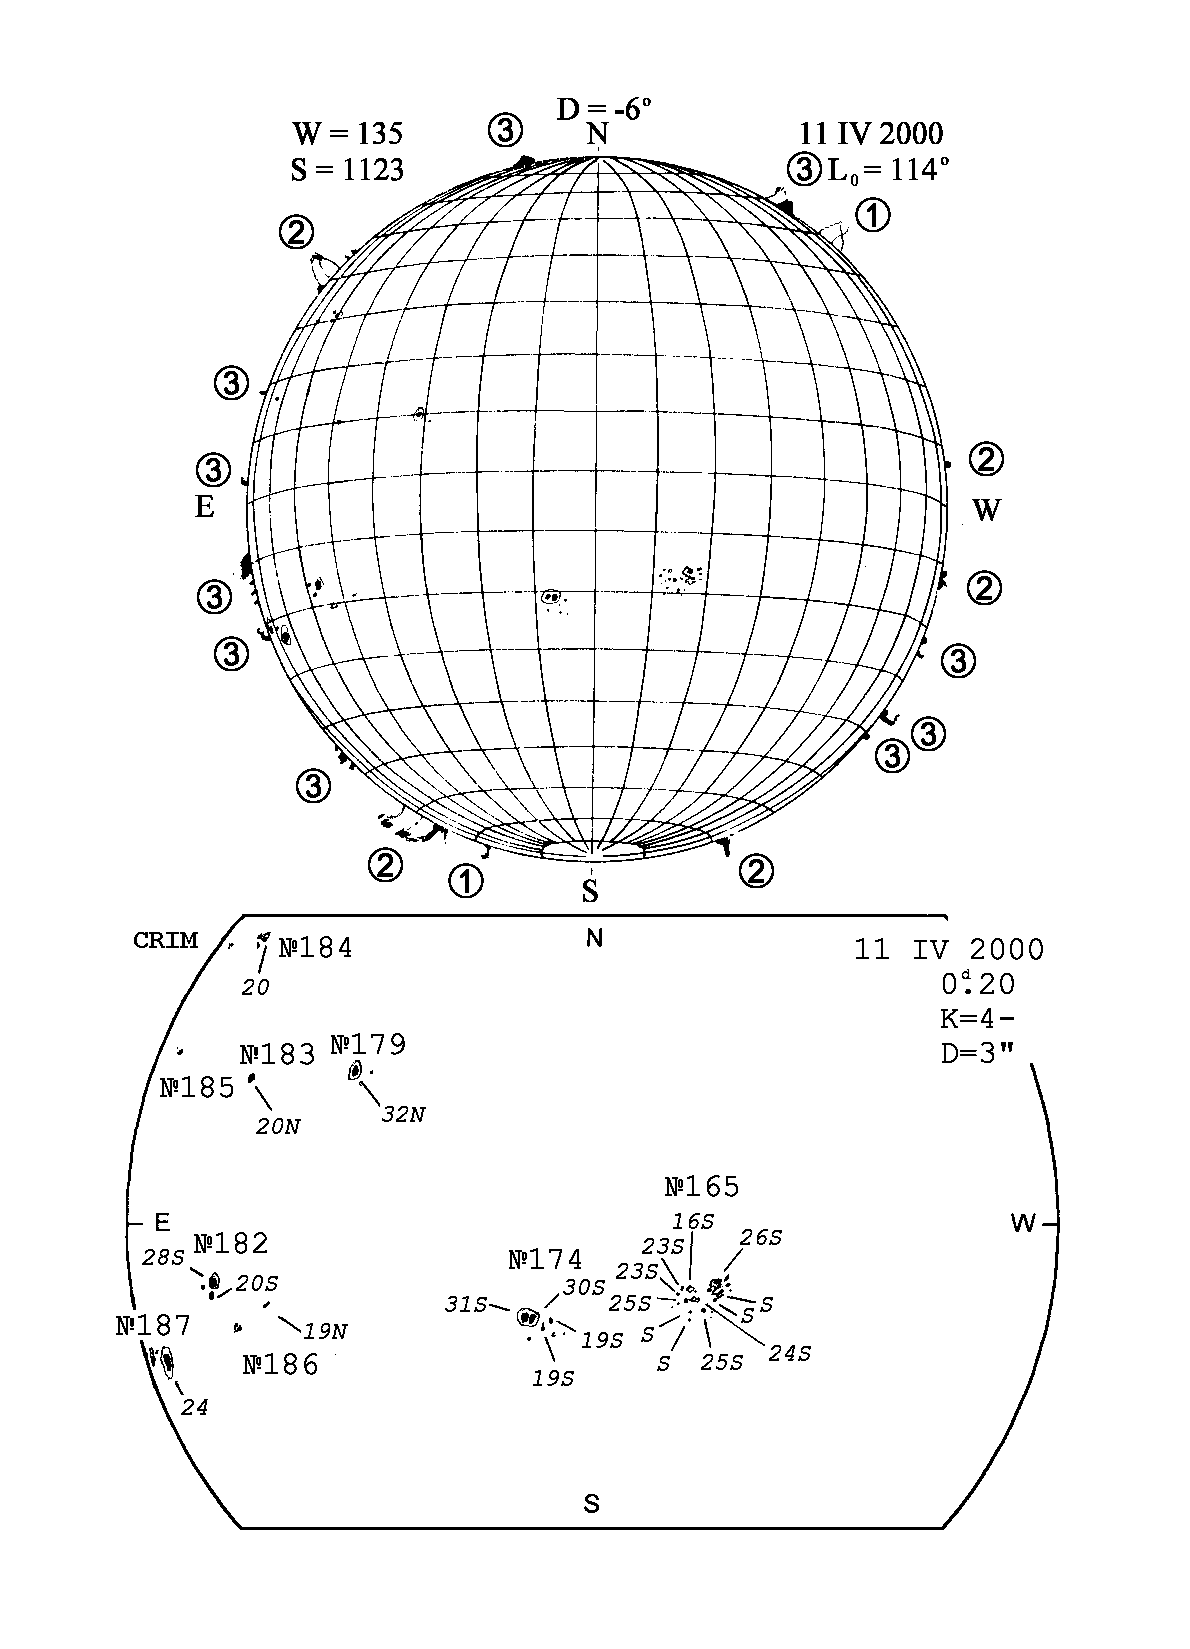 D = -6°
W = 135
③
N
11 IV 2000
S = 1123
③
L₀ = 114°
①
②
③
②
③
E
W
③
②
③
③
③
③
③
②
①
②
S
CRIM
№184
N
11 IV 2000
20
0ᵈ.20
K=4-
D=3"
№183
№179
№185
20N
32N
№165
E
W
16S
28S
№182
23S
26S
№174
20S
23S
30S
31S
25S
S
S
№187
19N
19S
S
24S
№186
S
25S
19S
24
S